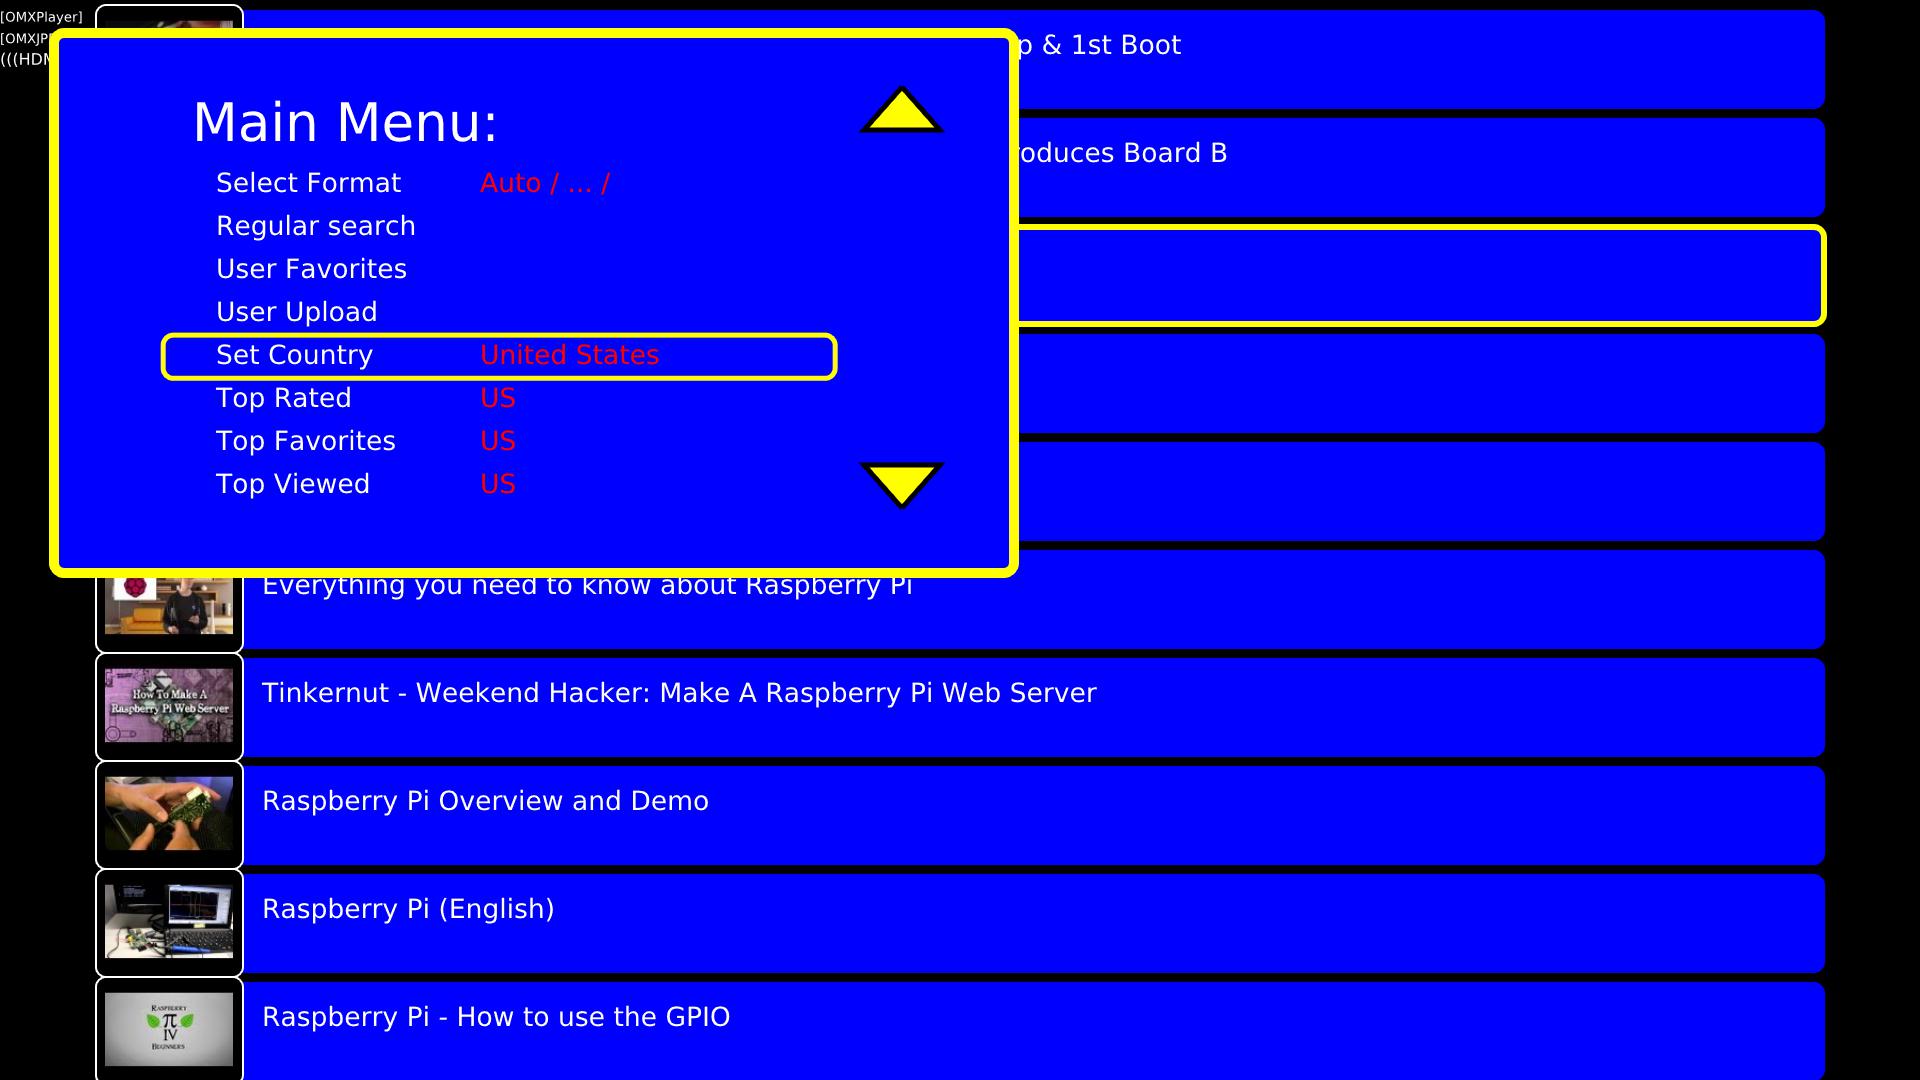 [OMXPlayer]
[OMXJP
(((HDM
p & 1st Boot
roduces Board B
Main Menu:
Select Format Auto / ... /
Regular search
User Favorites
User Upload
Set Country United States
Top Rated US
Top Favorites US
Top Viewed US
Everything you need to know about Raspberry Pi
How To Make A
Raspberry Pi Web Server
Tinkernut - Weekend Hacker: Make A Raspberry Pi Web Server
Raspberry Pi Overview and Demo
Raspberry Pi (English)
RASPBERRY
π
IV
BEGINNERS
Raspberry Pi - How to use the GPIO